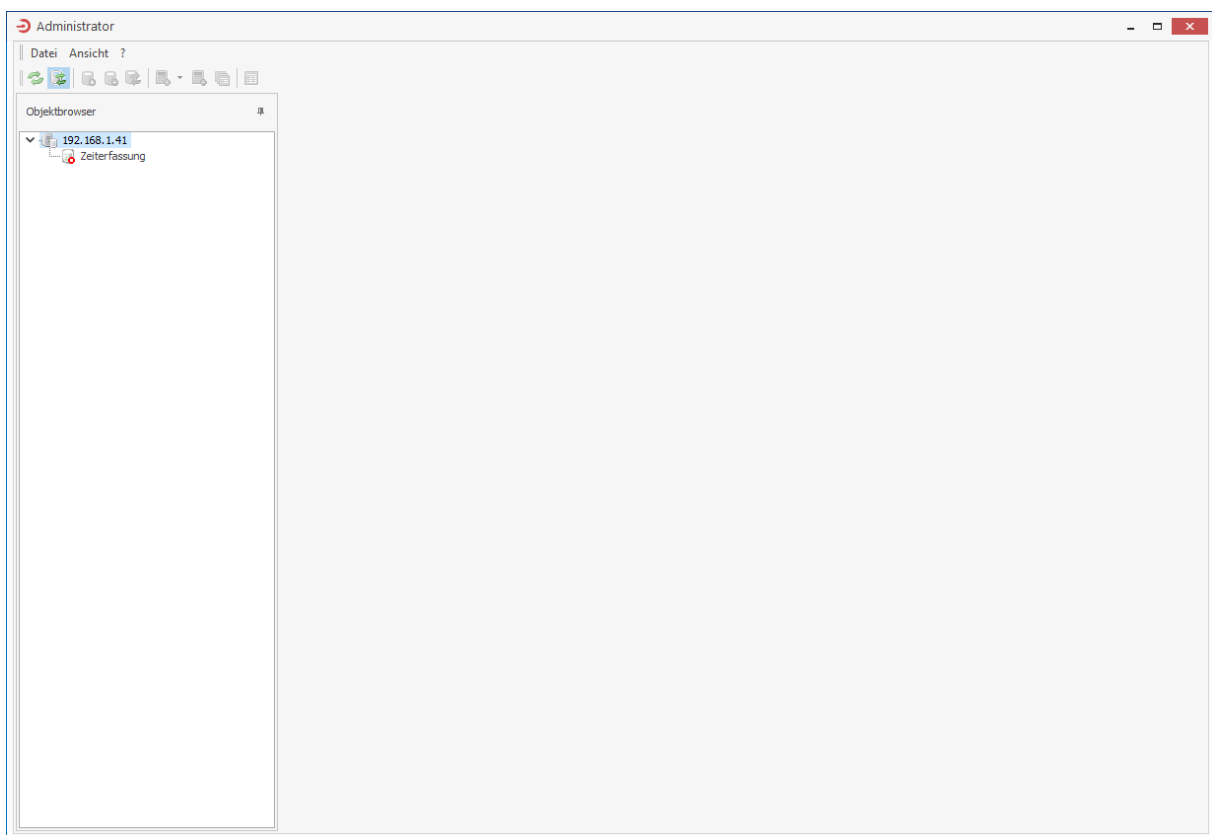 Administrator
Datei Ansicht ?
Objektbrowser
192.168.1.41
Zeiterfassung